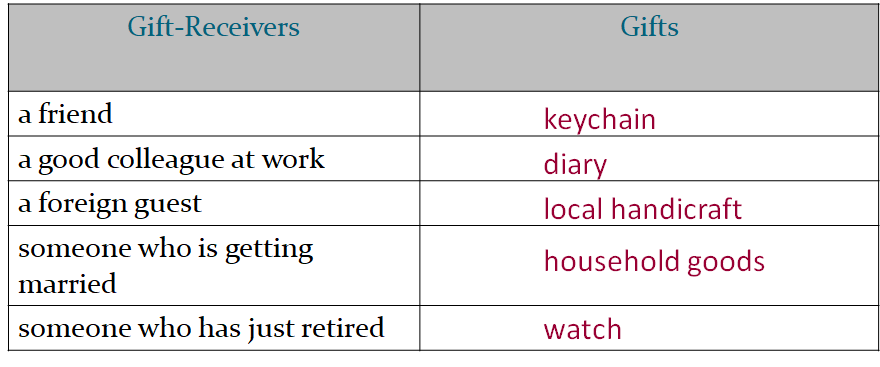 Gift-Receivers Gifts
a friend keychain
a good colleague at work diary
a foreign guest local handicraft
someone who is getting
married
household goods
someone who has just retired watch